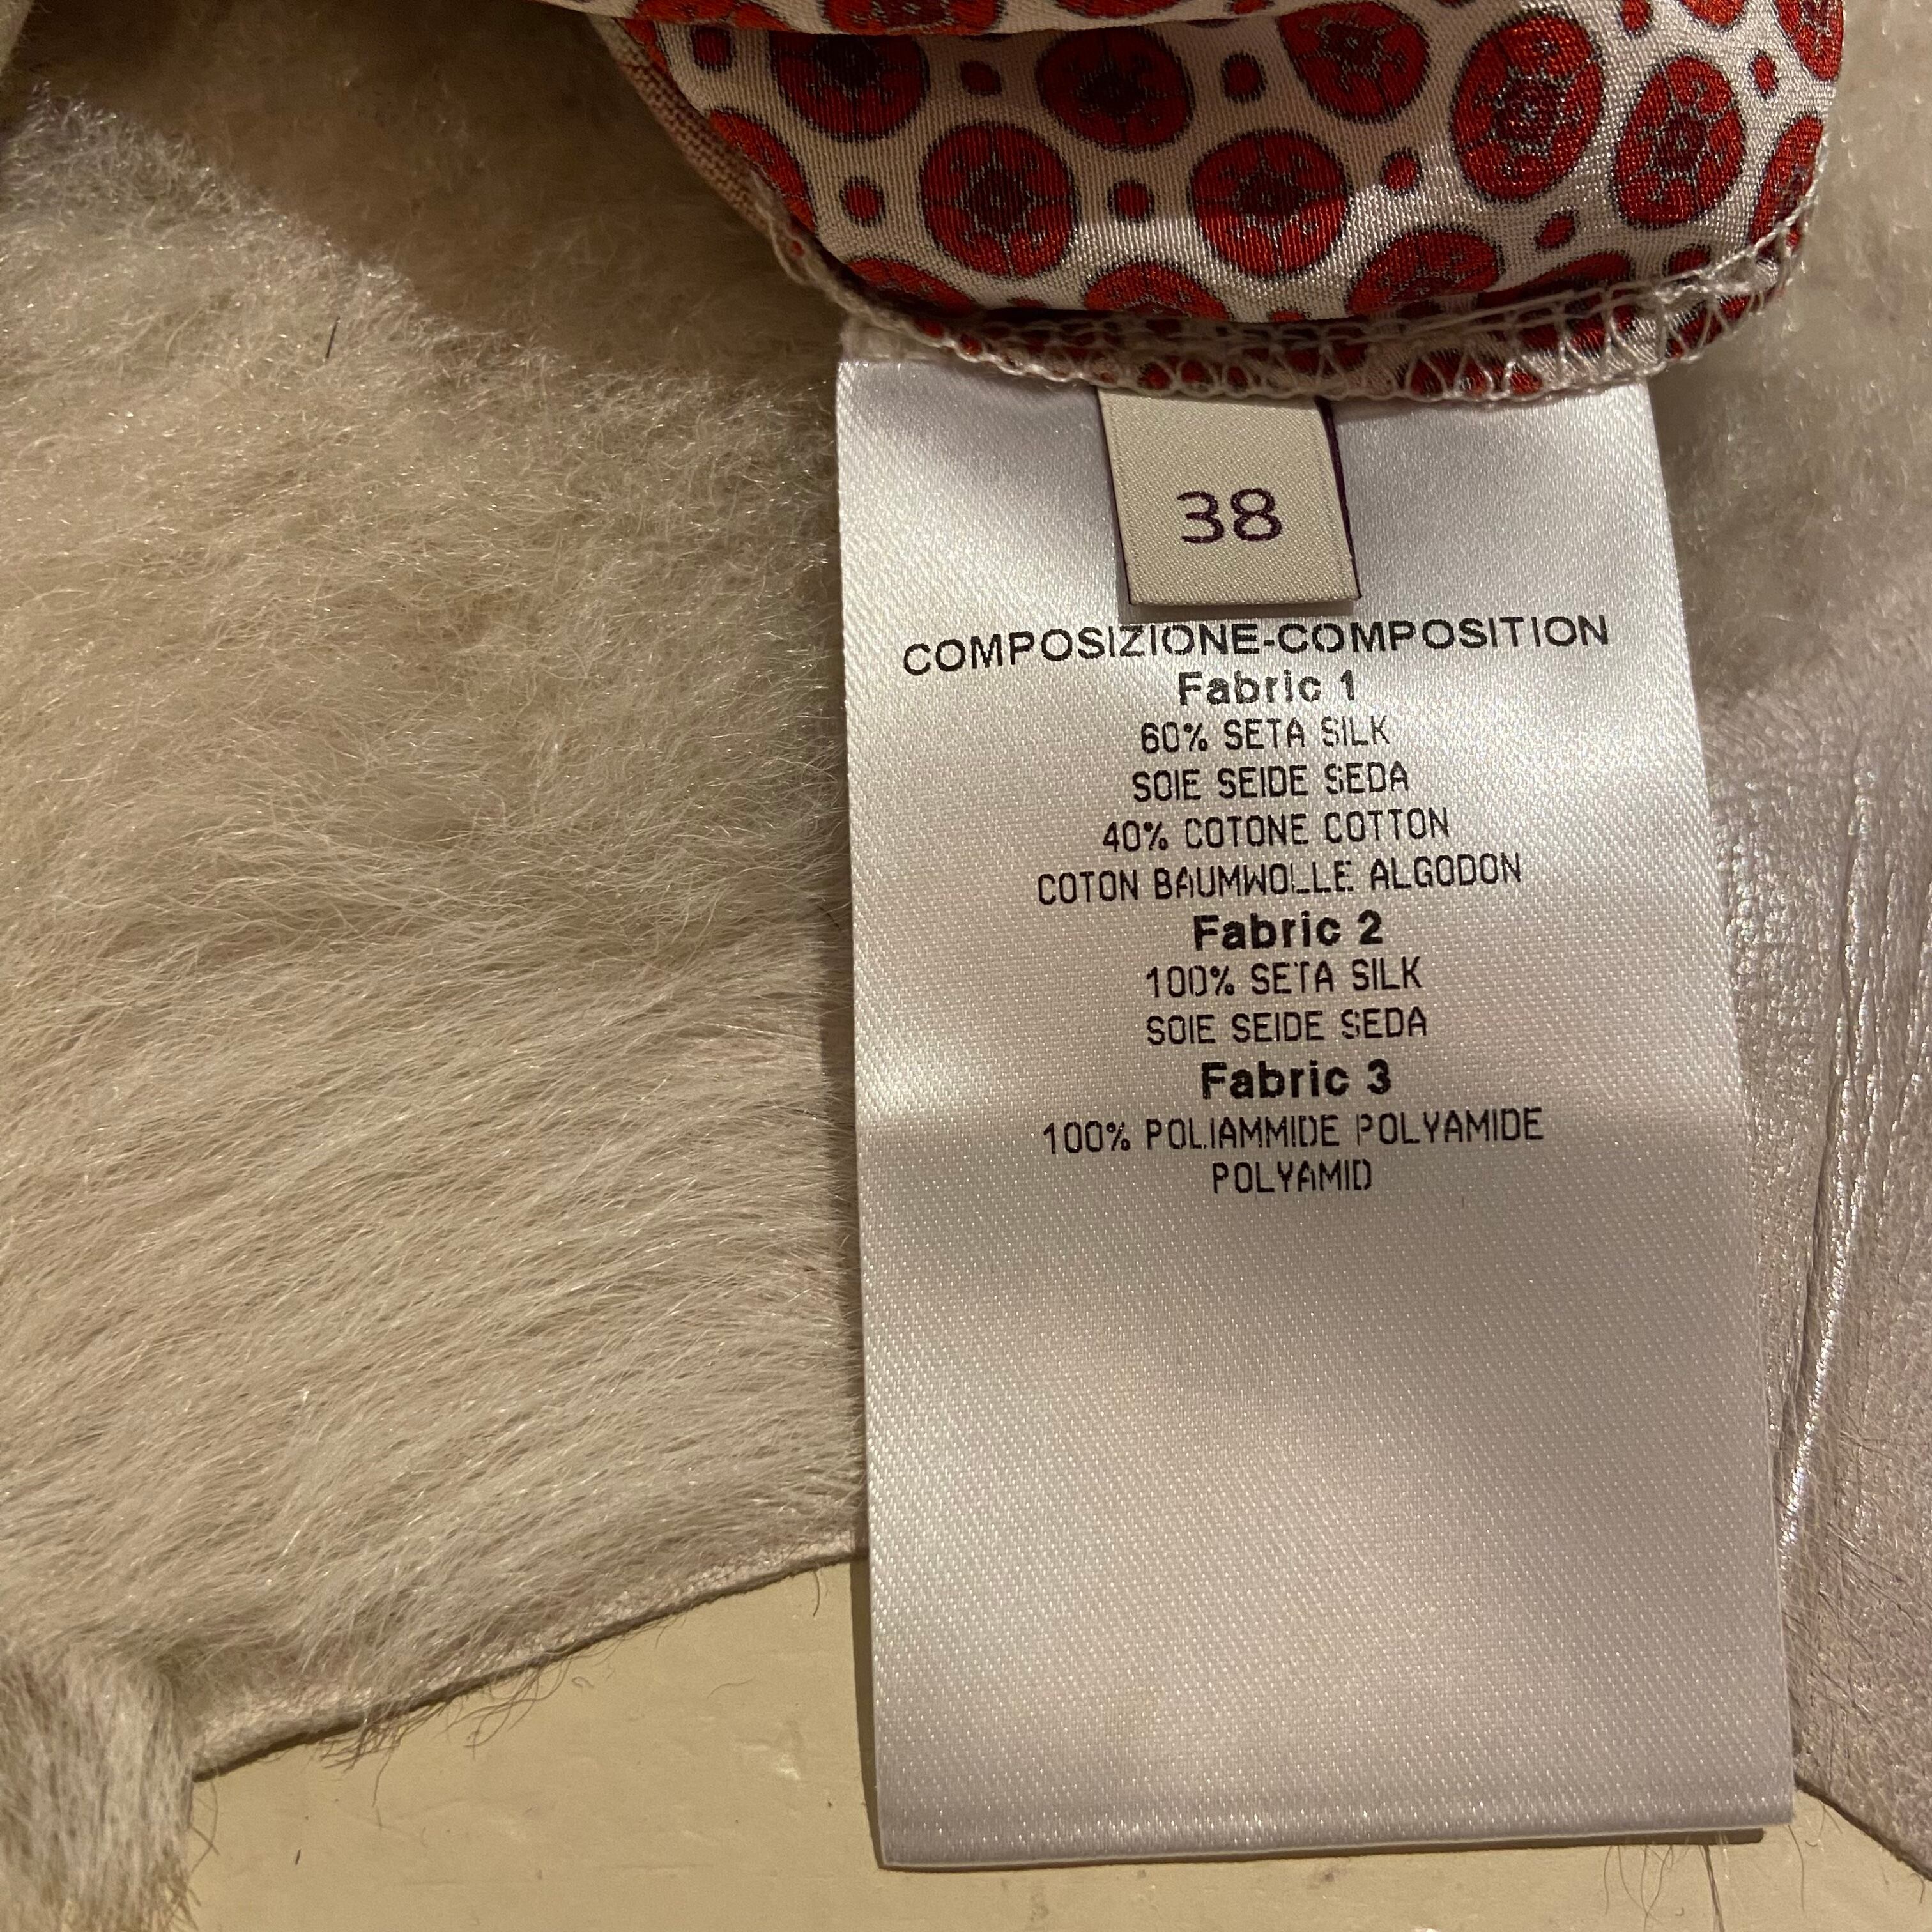 38
COMPOSIZIONE-COMPOSITION
Fabric 1
60% SETA SILK
SOIE SEIDE SEDA
40% COTONE COTTON
COTON BAUMWOLLE ALGODON
Fabric 2
100% SETA SILK
SOIE SEIDE SEDA
Fabric 3
100% POLIAMMIDE POLYAMIDE
POLYAMID